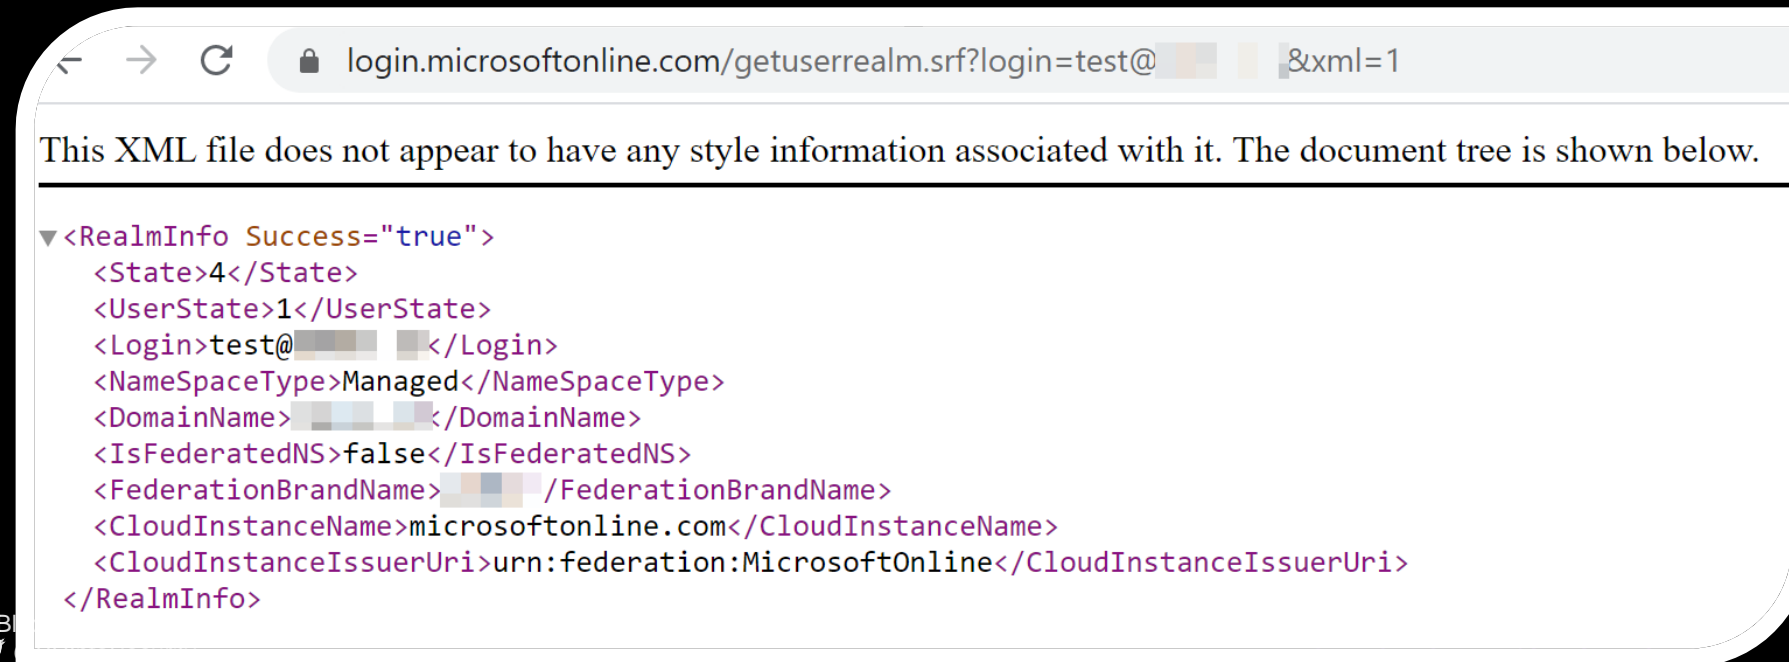 login.microsoftonline.com/getuserrealm.srf?login=test@ &xml=1
This XML file does not appear to have any style information associated with it. The document tree is shown below.
▼<RealmInfo Success="true">
<State>4</State>
<UserState>1</UserState>
<Login>test@ </Login>
<NameSpaceType>Managed</NameSpaceType>
<DomainName> </DomainName>
<IsFederatedNS>false</IsFederatedNS>
<FederationBrandName> /FederationBrandName>
<CloudInstanceName>microsoftonline.com</CloudInstanceName>
<CloudInstanceIssuerUri>urn:federation:MicrosoftOnline</CloudInstanceIssuerUri>
</RealmInfo>